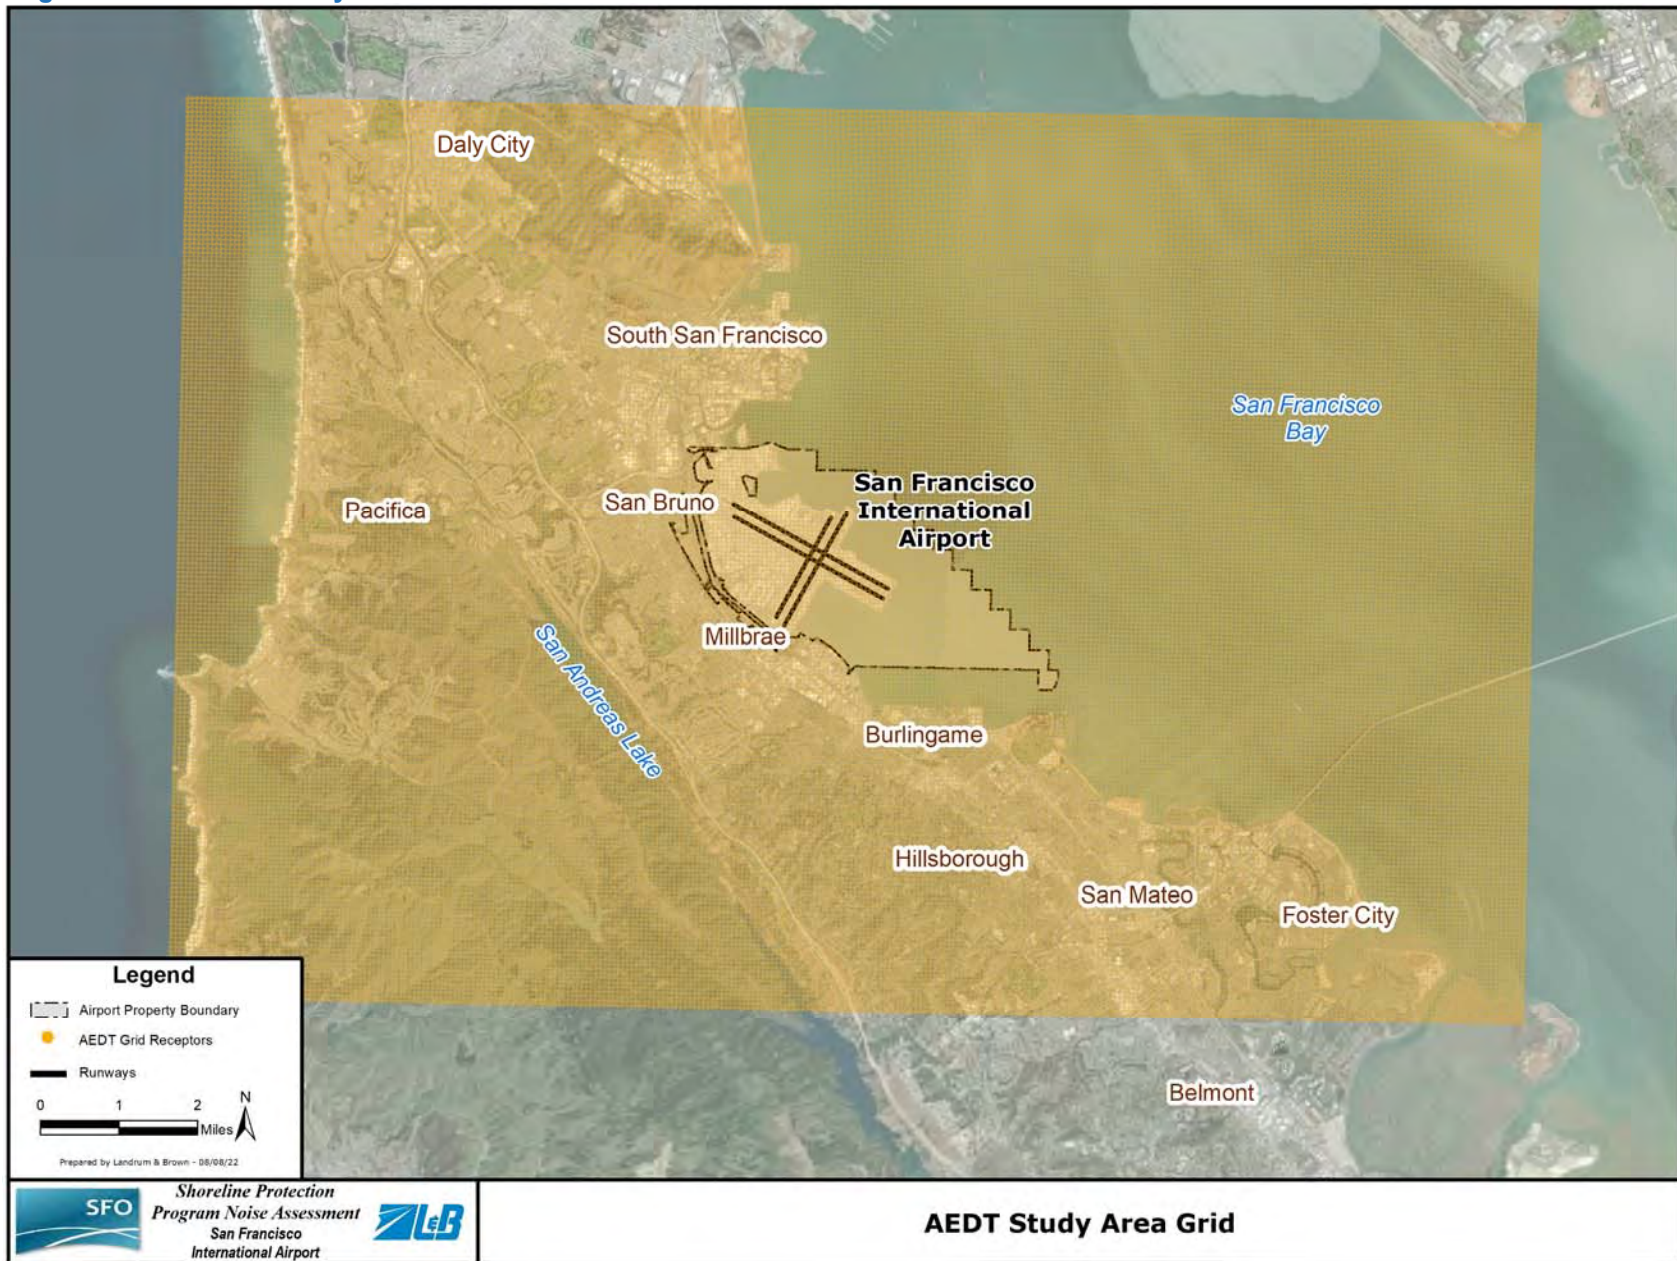 Daly City
South San Francisco
San Francisco
Bay
San Francisco
International
Airport
San Bruno
Pacifica
Millbrae
San Andreas Lake
Burlingame
Hillsborough
San Mateo
Foster City
Belmont
Legend
Airport Property Boundary
AEDT Grid Receptors
Runways
0 1 2
Miles
N
Prepared by Landrum & Brown - 08/08/22
SFO
Shoreline Protection
Program Noise Assessment
San Francisco
International Airport
L&B
AEDT Study Area Grid